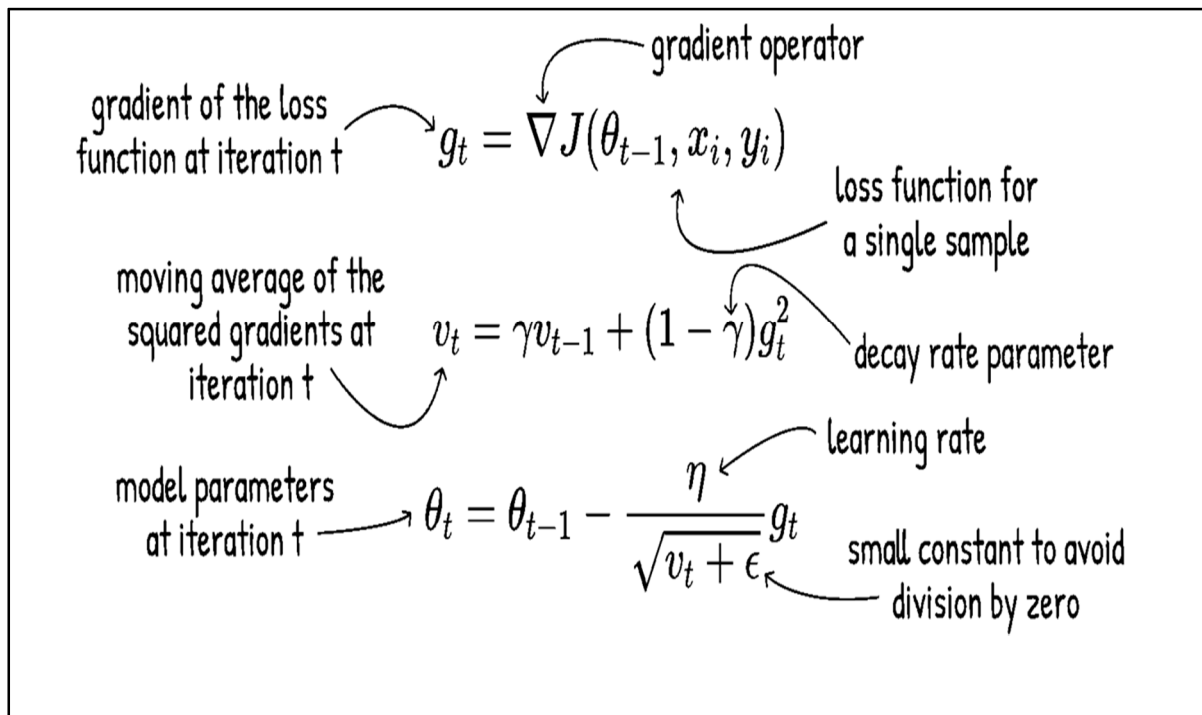 gradient operator
gradient of the loss
function at iteration t
g_t = ∇J(θ_{t−1}, x_i, y_i)
loss function for
a single sample
moving average of the
squared gradients at
iteration t
v_t = γv_{t−1} + (1 − γ)g_t^2
decay rate parameter
learning rate
model parameters
at iteration t
θ_t = θ_{t−1} − \frac{η}{\sqrt{v_t + ϵ}} g_t
small constant to avoid
division by zero